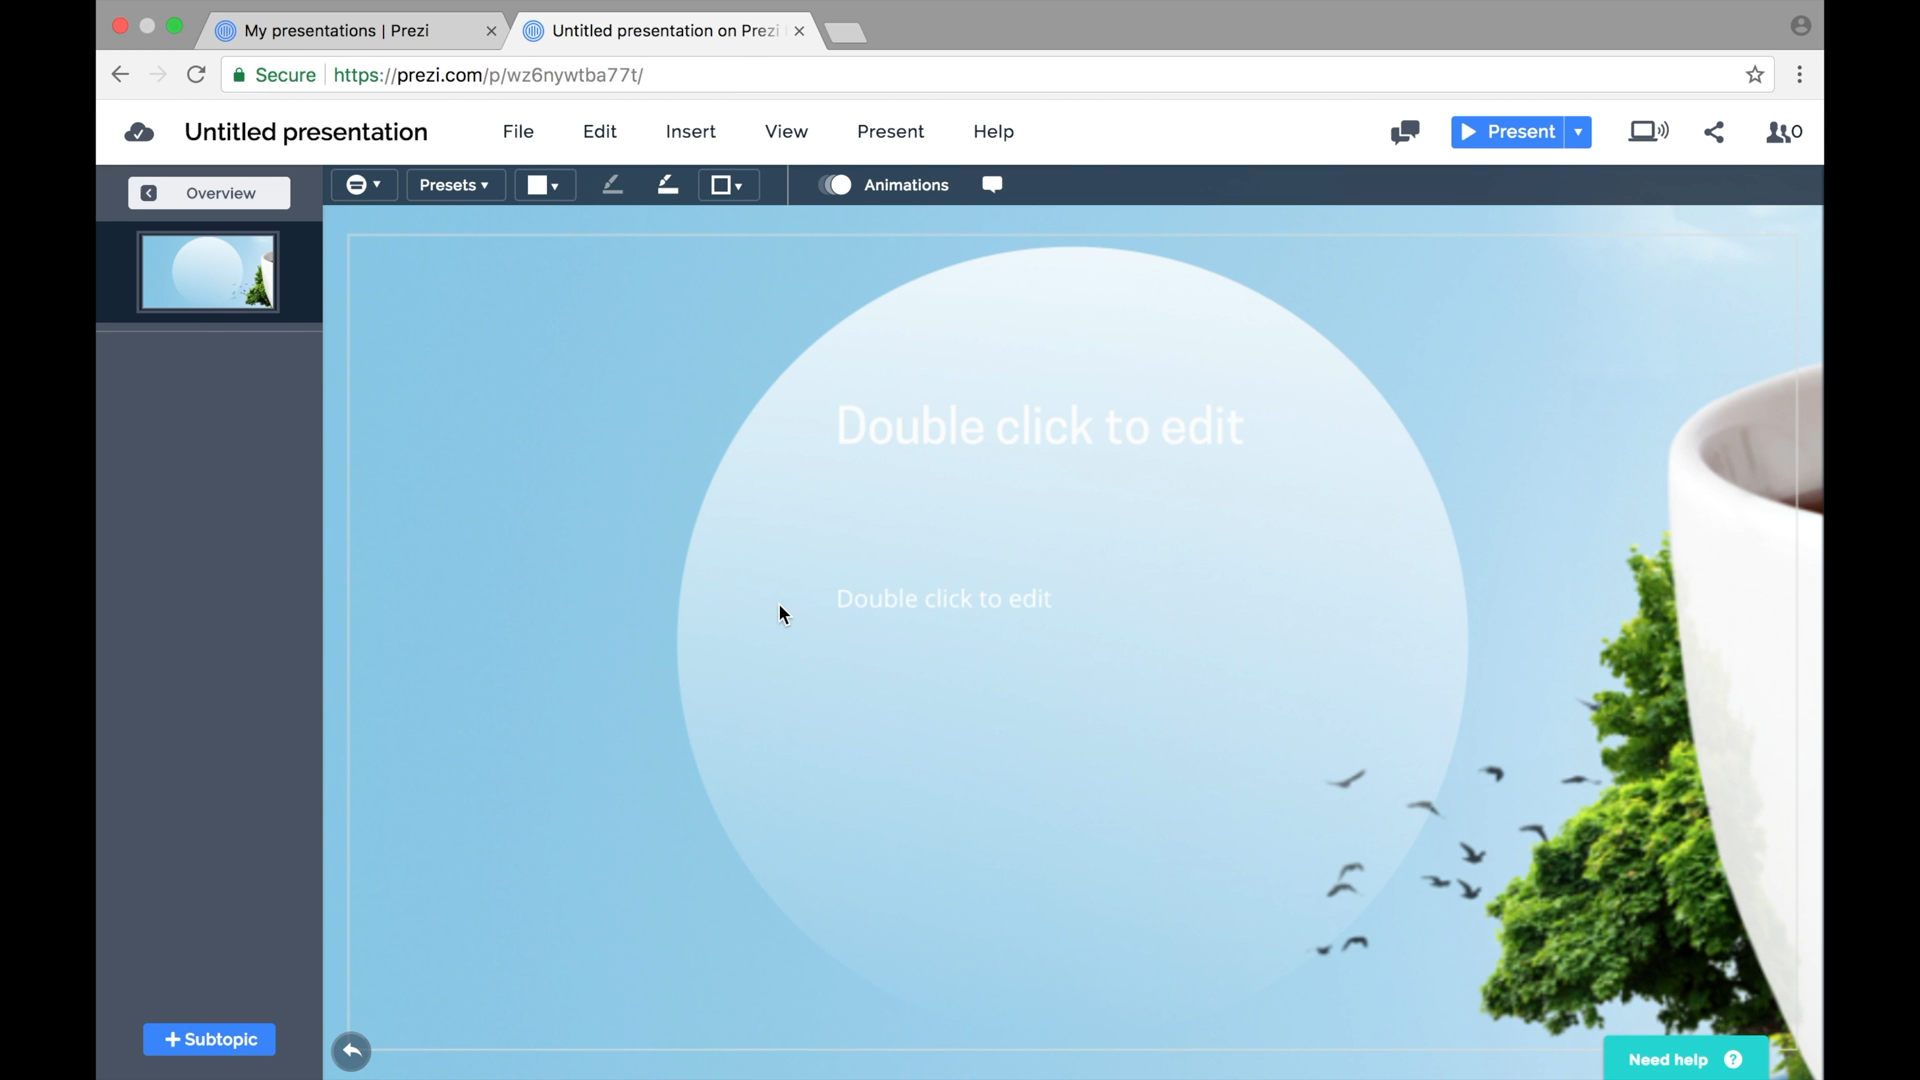 My presentations | Prezi
Untitled presentation on Prezi
Secure
https://prezi.com/p/wz6nywtba77t/
Untitled presentation
File
Edit
Insert
View
Present
Help
Present
0
Overview
Presets
Animations
Double click to edit
Double click to edit
+ Subtopic
Need help ?